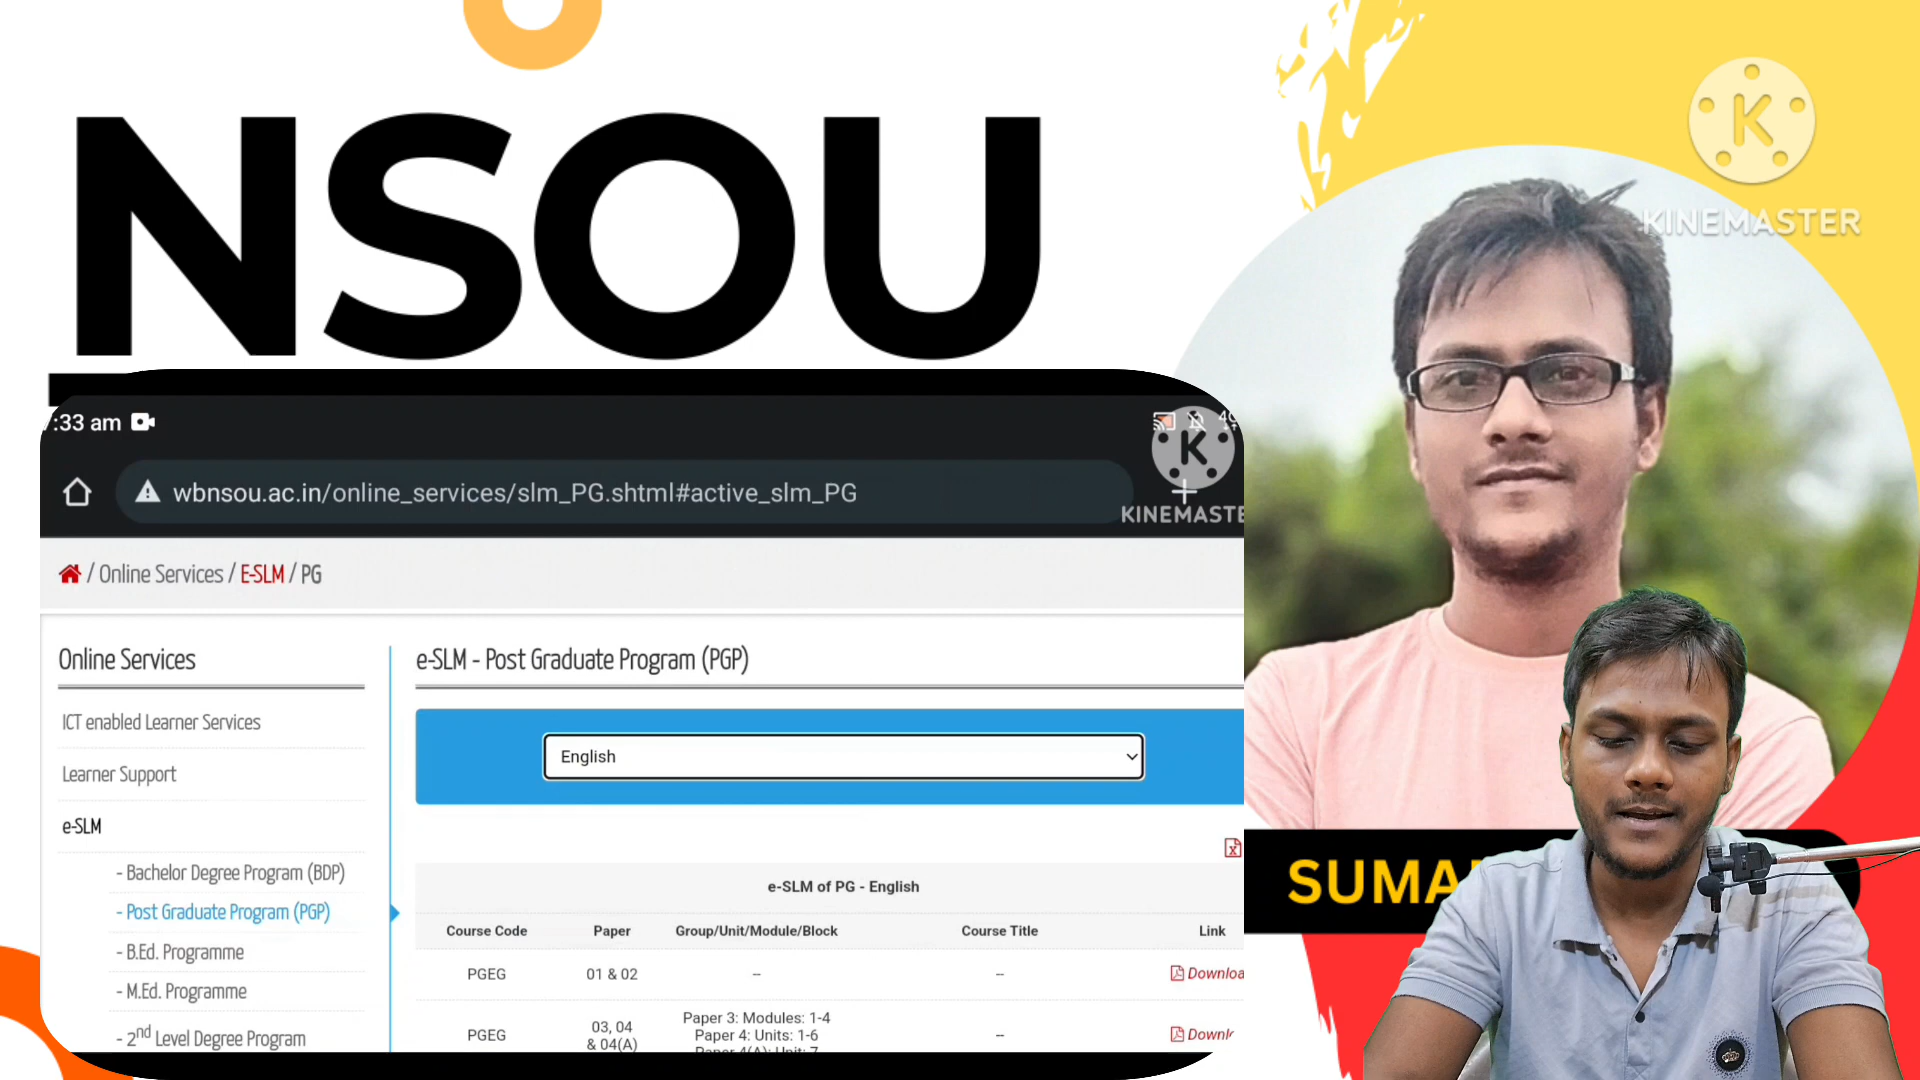 NSOU
K
KINEMASTER
:33 am
K
wbnsou.ac.in/online_services/slm_PG.shtml#active_slm_PG
/ Online Services / E-SLM / PG
Online Services
ICT enabled Learner Services
Learner Support
e-SLM
- Bachelor Degree Program (BDP)
- Post Graduate Program (PGP)
- B.Ed. Programme
- M.Ed. Programme
- 2nd Level Degree Program
e-SLM - Post Graduate Program (PGP)
English
e-SLM of PG - English
Course Code Paper Group/Unit/Module/Block Course Title Link
PGEG 01 & 02 -- --
PGEG 03, 04 & 04(A) Paper 3: Modules: 1-4 --
Paper 4: Units: 1-6
Paper 4(A): Unit: 7